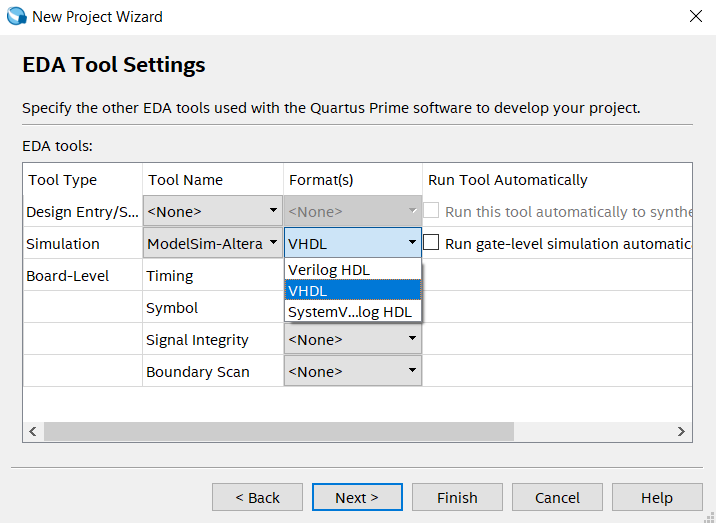 New Project Wizard
EDA Tool Settings
Specify the other EDA tools used with the Quartus Prime software to develop your project.
EDA tools:
Tool Type Tool Name Format(s) Run Tool Automatically
Design Entry/S... <None> <None> Run this tool automatically to synthe
Simulation ModelSim-Altera VHDL Run gate-level simulation automatica
Verilog HDL
Board-Level Timing
VHDL
Symbol SystemV...log HDL
Signal Integrity <None>
Boundary Scan <None>
< Back Next > Finish Cancel Help